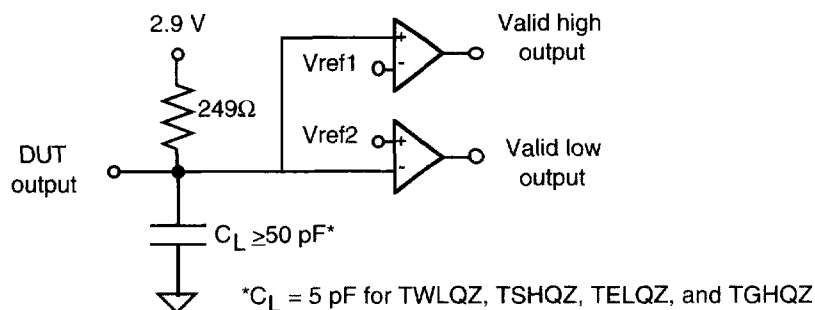 2.9 V
249Ω
DUT
output
C_L ≥50 pF*
Vref1
+
-
Valid high
output
Vref2
+
-
Valid low
output
*C_L = 5 pF for TWLQZ, TSHQZ, TELQZ, and TGHQZ